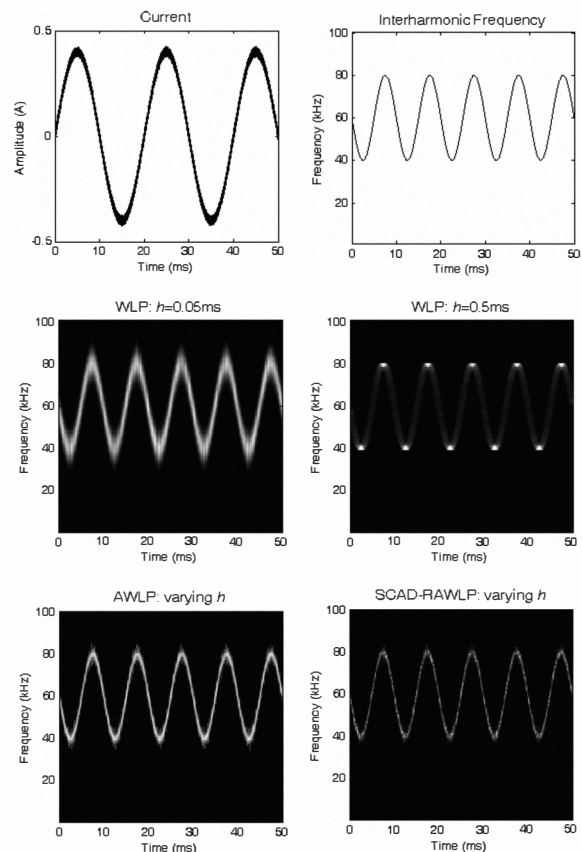 Current
Interharmonic Frequency
0.5
0
-0.5
Amplitude (A)
0 10 20 30 40 50
Time (ms)
100
80
60
40
20
Frequency (kHz)
0 10 20 30 40 50
Time (ms)
WLP: h=0.05ms
WLP: h=0.5ms
100
80
60
40
20
0
Frequency (kHz)
0 10 20 30 40 50
Time (ms)
100
80
60
40
20
0
Frequency (kHz)
0 10 20 30 40 50
Time (ms)
AWLP: varying h
SCAD-RAWLP: varying h
100
80
60
40
20
Frequency (kHz)
0 10 20 30 40 50
Time (ms)
100
80
60
40
20
Frequency (kHz)
0 10 20 30 40 50
Time (ms)